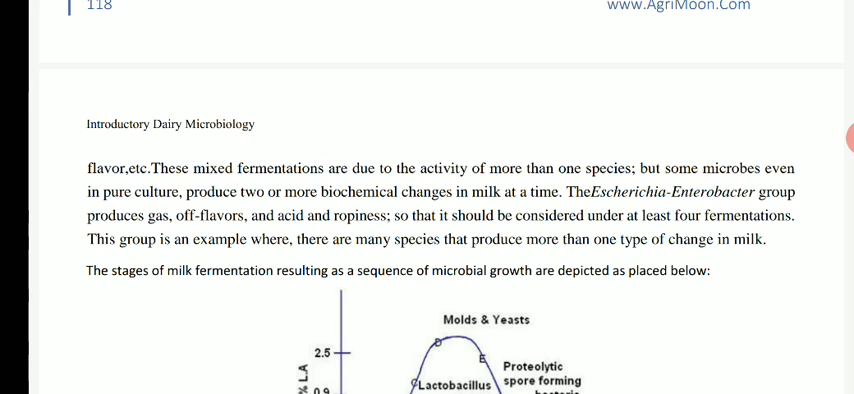 118
www.AgriMoon.Com
Introductory Dairy Microbiology
flavor,etc.These mixed fermentations are due to the activity of more than one species; but some microbes even
in pure culture, produce two or more biochemical changes in milk at a time. TheEscherichia-Enterobacter group
produces gas, off-flavors, and acid and ropiness; so that it should be considered under at least four fermentations.
This group is an example where, there are many species that produce more than one type of change in milk.
The stages of milk fermentation resulting as a sequence of microbial growth are depicted as placed below:
Molds & Yeasts
D
2.5
E
Proteolytic
% LA
C
Lactobacillus
spore forming
0.9
bacteria